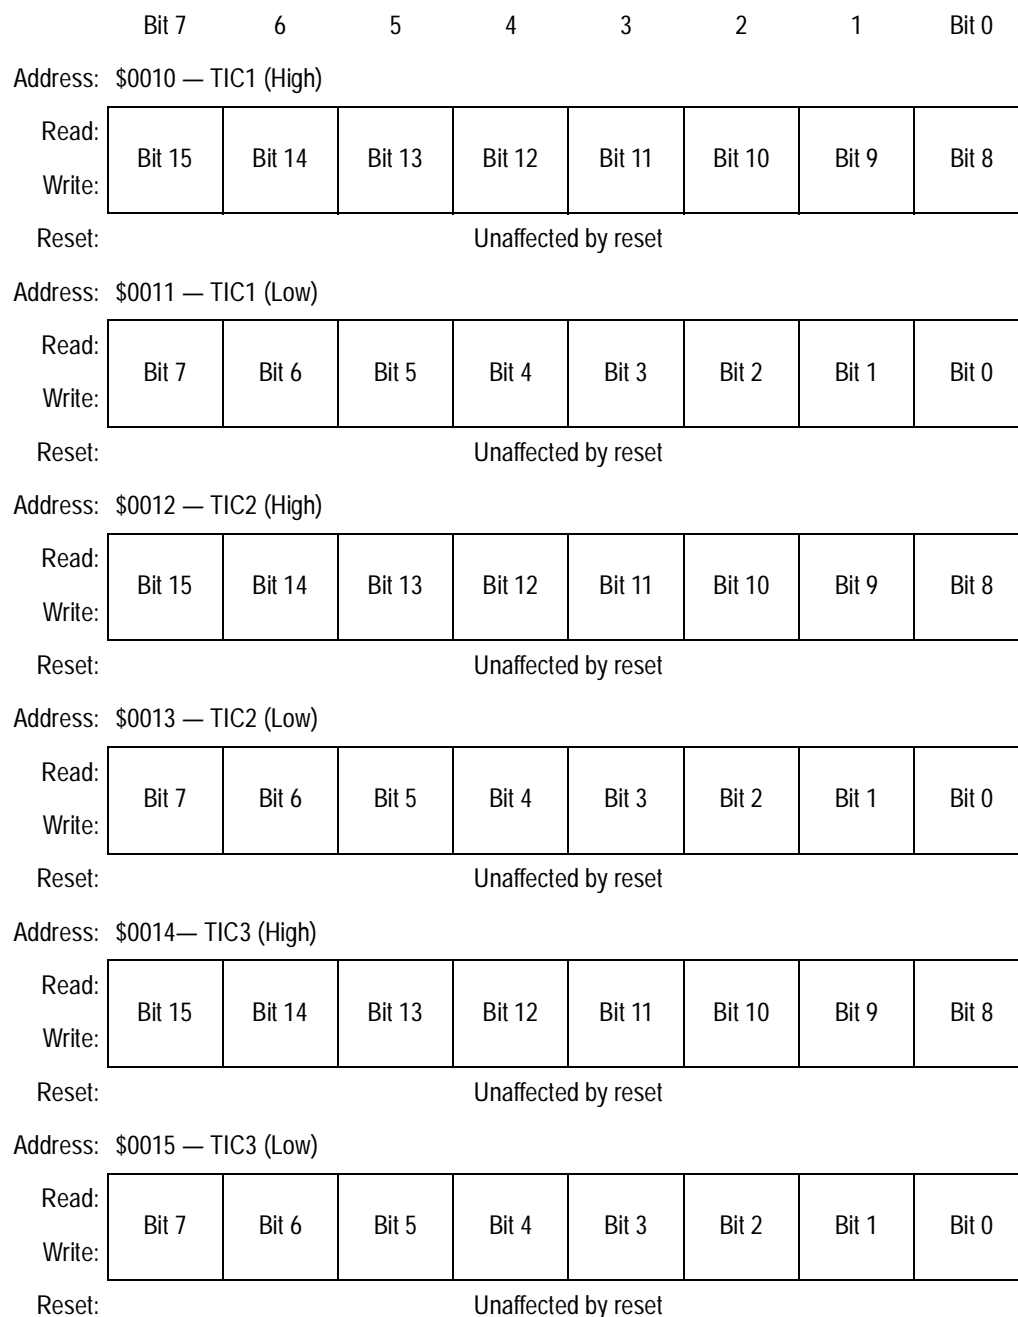 Bit 7 6 5 4 3 2 1 Bit 0
Address: $0010 — TIC1 (High)
Read:
Bit 15 Bit 14 Bit 13 Bit 12 Bit 11 Bit 10 Bit 9 Bit 8
Write:
Reset: Unaffected by reset
Address: $0011 — TIC1 (Low)
Read:
Bit 7 Bit 6 Bit 5 Bit 4 Bit 3 Bit 2 Bit 1 Bit 0
Write:
Reset: Unaffected by reset
Address: $0012 — TIC2 (High)
Read:
Bit 15 Bit 14 Bit 13 Bit 12 Bit 11 Bit 10 Bit 9 Bit 8
Write:
Reset: Unaffected by reset
Address: $0013 — TIC2 (Low)
Read:
Bit 7 Bit 6 Bit 5 Bit 4 Bit 3 Bit 2 Bit 1 Bit 0
Write:
Reset: Unaffected by reset
Address: $0014— TIC3 (High)
Read:
Bit 15 Bit 14 Bit 13 Bit 12 Bit 11 Bit 10 Bit 9 Bit 8
Write:
Reset: Unaffected by reset
Address: $0015 — TIC3 (Low)
Read:
Bit 7 Bit 6 Bit 5 Bit 4 Bit 3 Bit 2 Bit 1 Bit 0
Write:
Reset: Unaffected by reset